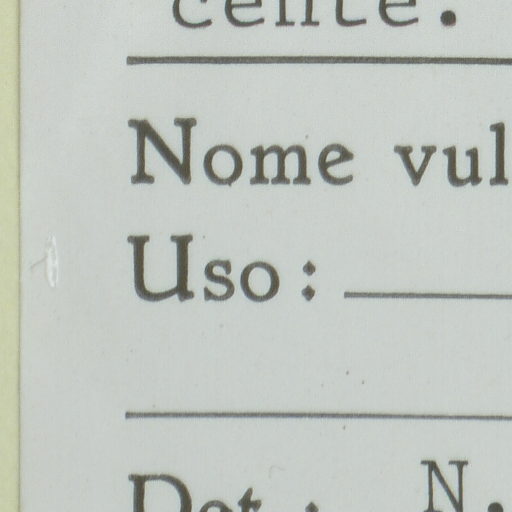 cente.
Nome vul
Uso:
Det.: N.